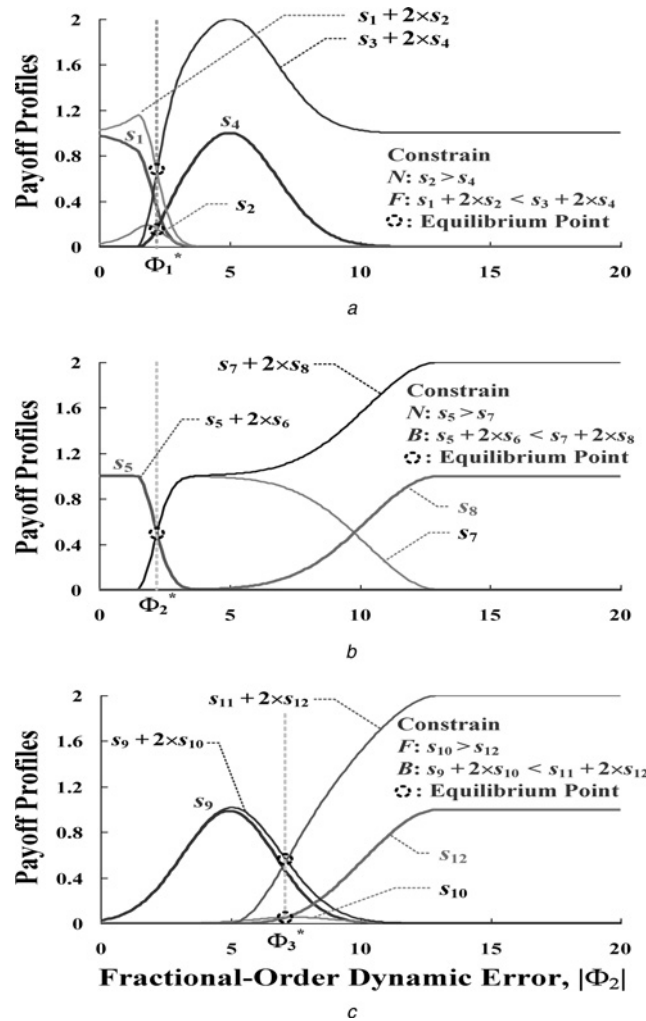 Payoff Profiles
2
1.6
1.2
0.8
0.4
0
s₁ + 2×s₂
s₃ + 2×s₄
s₁
s₄
s₂
Constrain
N: s₂ > s₄
F: s₁ + 2×s₂ < s₃ + 2×s₄
: Equilibrium Point
0 5 10 15 20
Φ₁*
a
Payoff Profiles
2
1.6
1.2
0.8
0.4
0
s₇ + 2×s₈
s₅ + 2×s₆
s₅
Constrain
N: s₅ > s₇
B: s₅ + 2×s₆ < s₇ + 2×s₈
: Equilibrium Point
s₈
s₇
0 5 10 15 20
Φ₂*
b
Payoff Profiles
2
1.6
1.2
0.8
0.4
0
s₁₁ + 2×s₁₂
s₉ + 2×s₁₀
s₉
Constrain
F: s₁₀ > s₁₂
B: s₉ + 2×s₁₀ < s₁₁ + 2×s₁₂
: Equilibrium Point
s₁₂
s₁₀
0 5 10 15 20
Φ₃*
Fractional-Order Dynamic Error, |Φ₂|
c